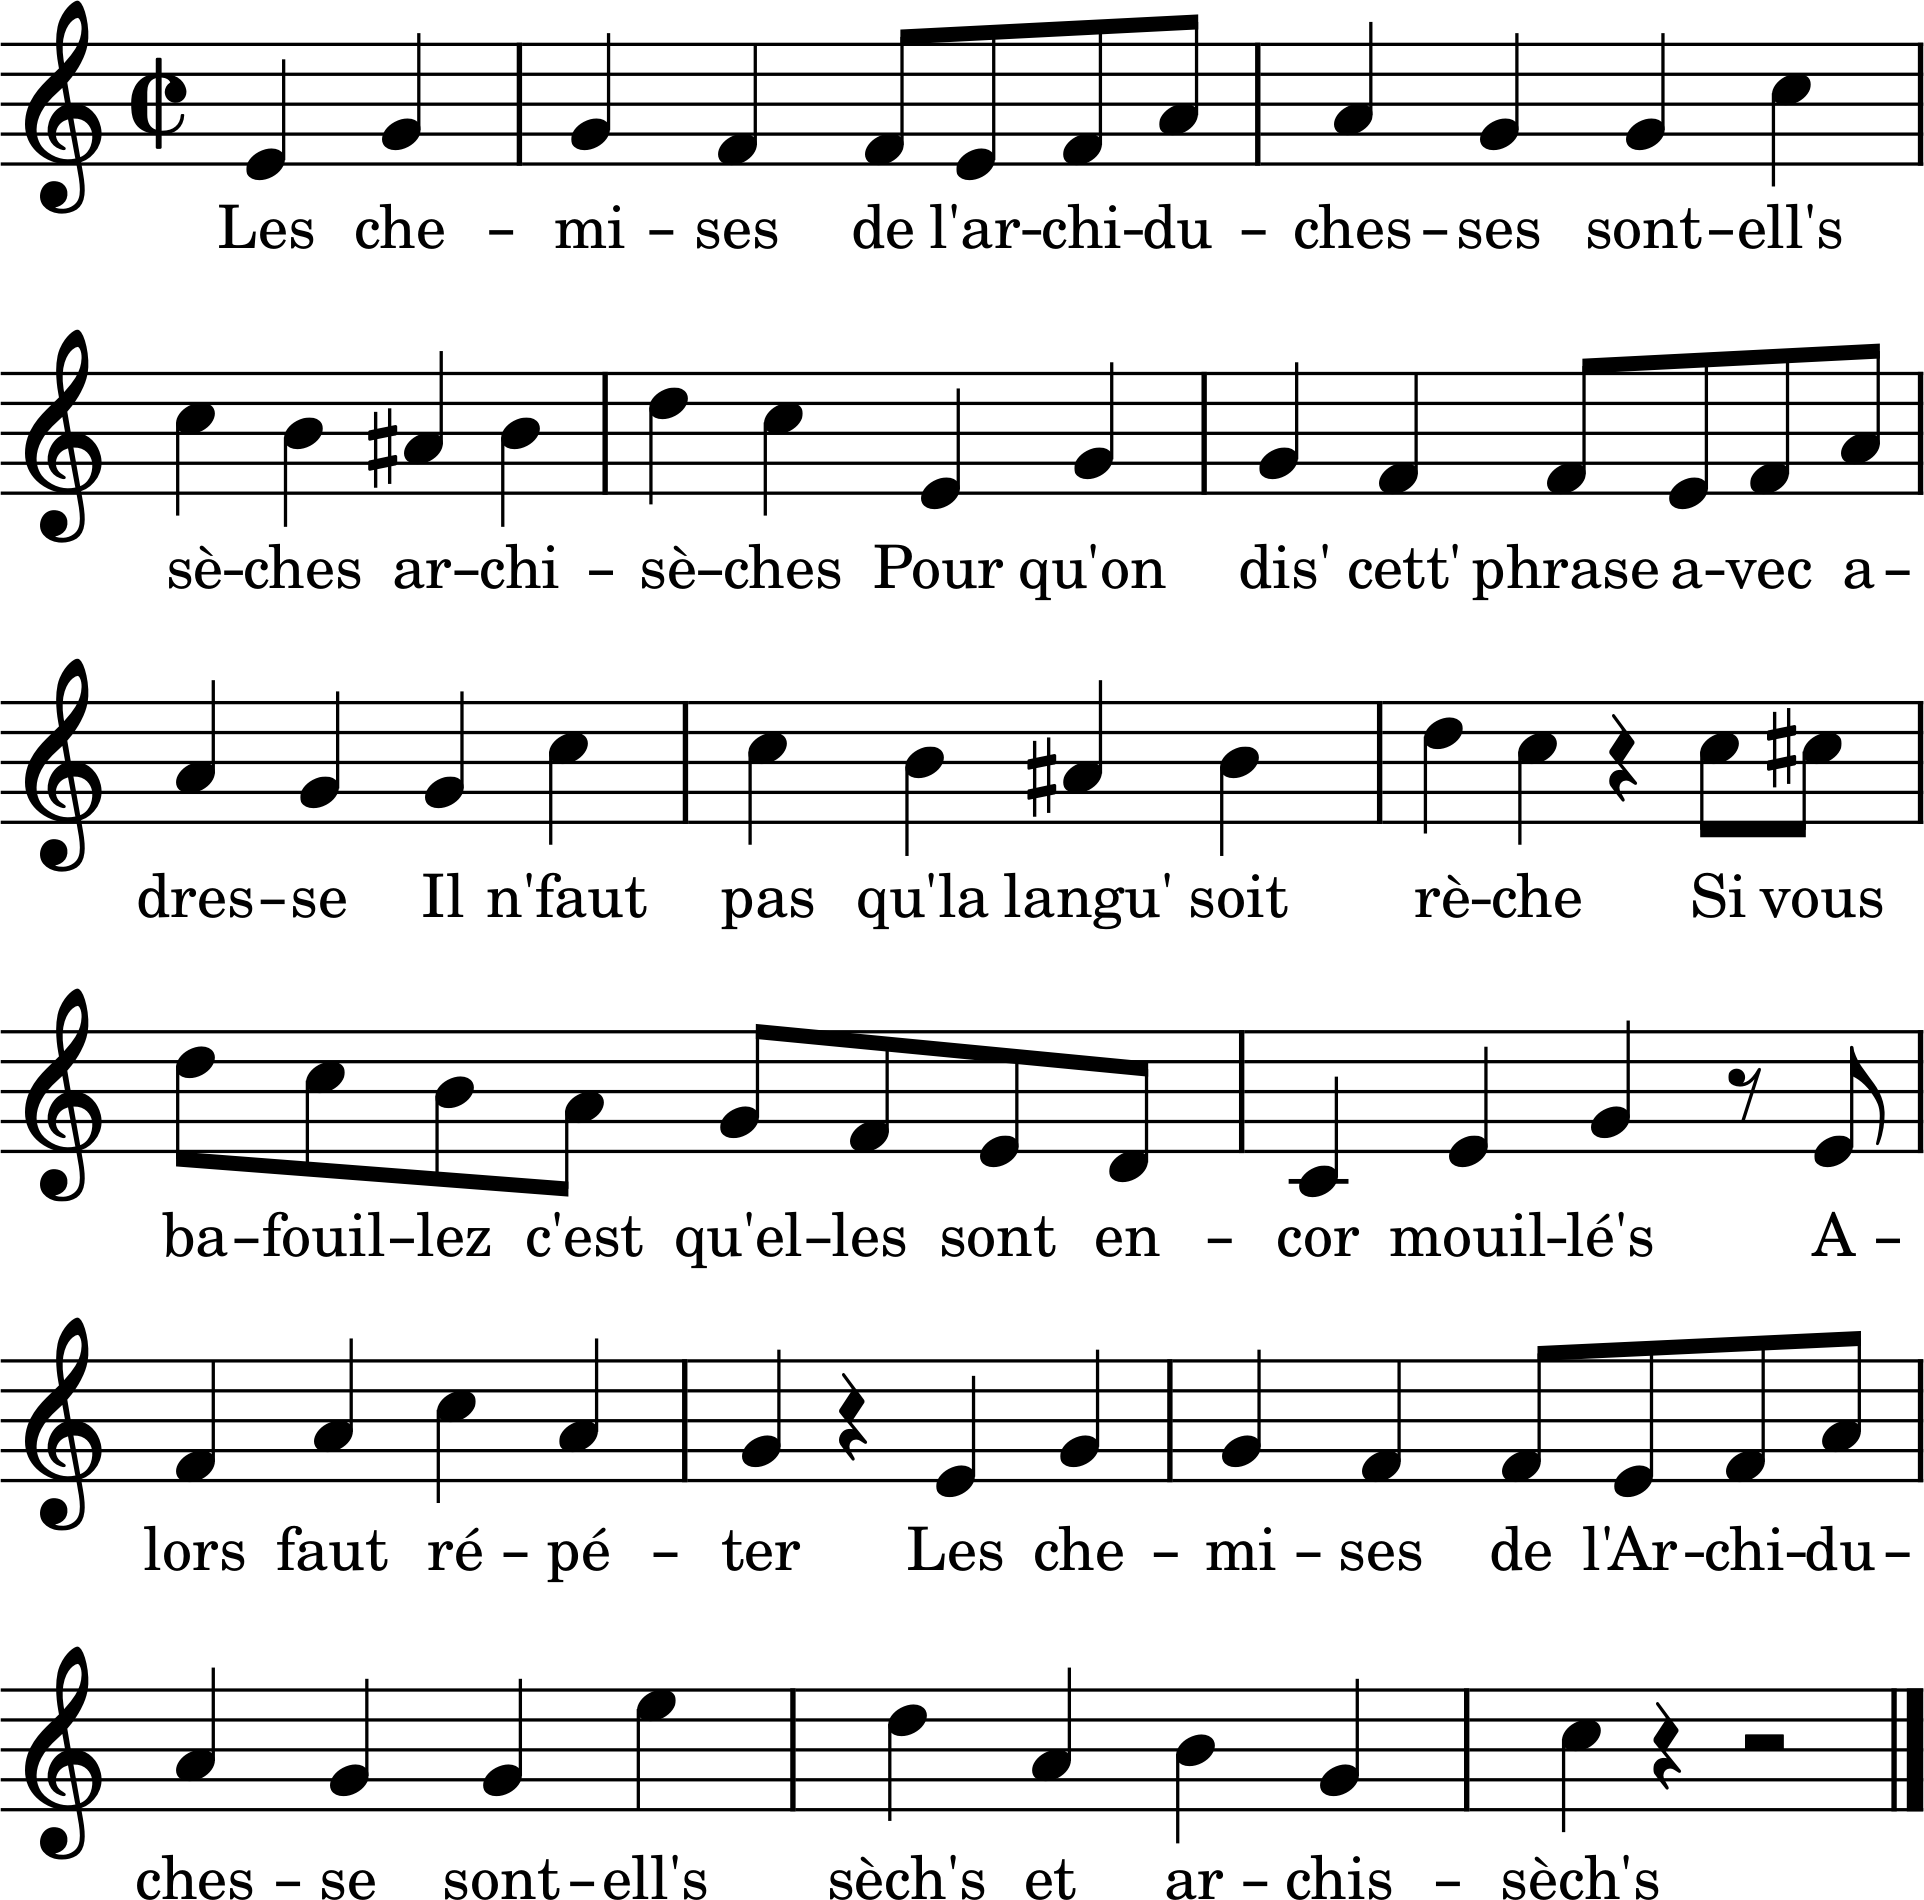 Les che – mi – ses de l'ar-chi-du – ches – ses sont – ell's
sè-ches ar-chi – sè-ches Pour qu'on dis' cett' phrase a-vec a –
dres – se Il n'faut pas qu'la langu' soit rè-che Si vous
ba – fouil – lez c'est qu'el – les sont en – cor mouil-lé's A –
lors faut ré – pé – ter Les che – mi – ses de l'Ar-chi-du –
ches – se sont – ell's sèch's et ar – chis – sèch's